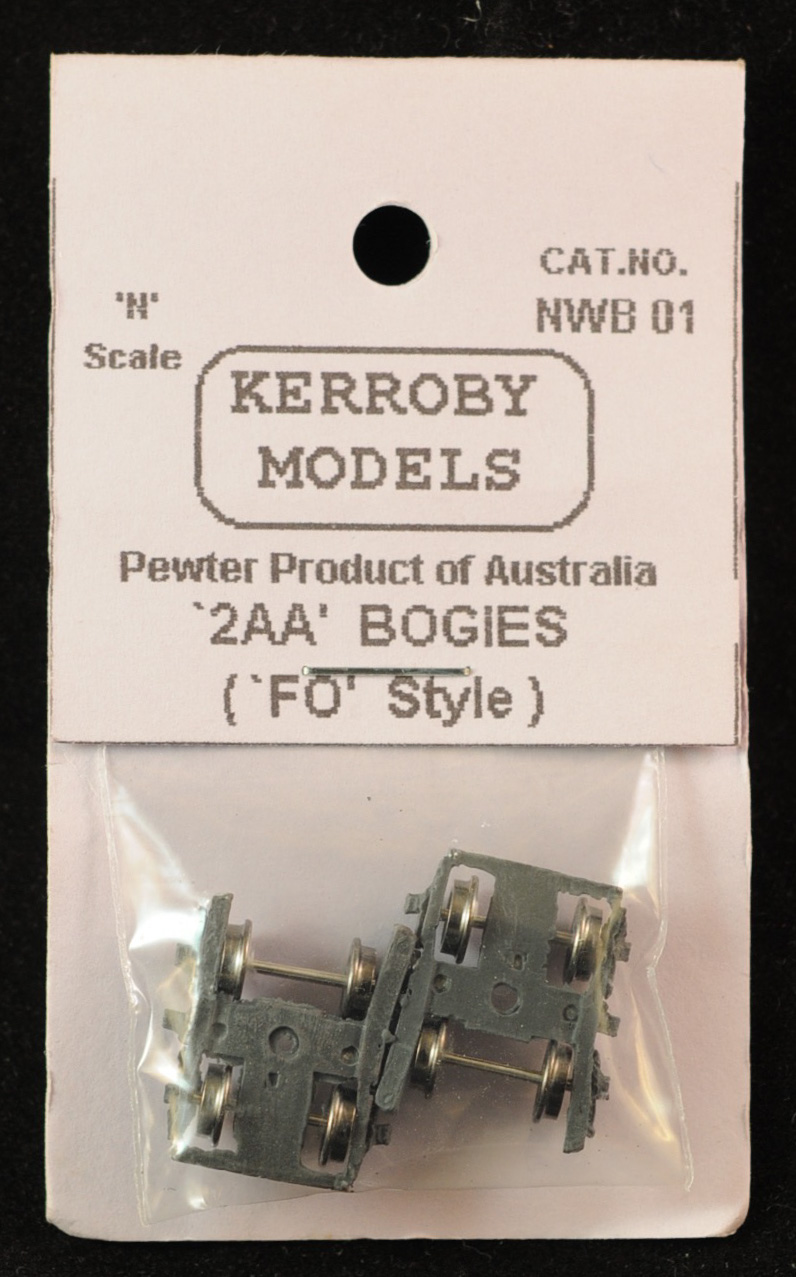 CAT.NO.
NWB 01
'N'
Scale
KERROBY
MODELS
Pewter Product of Australia
`2AA' BOGIES
(`FO' Style)